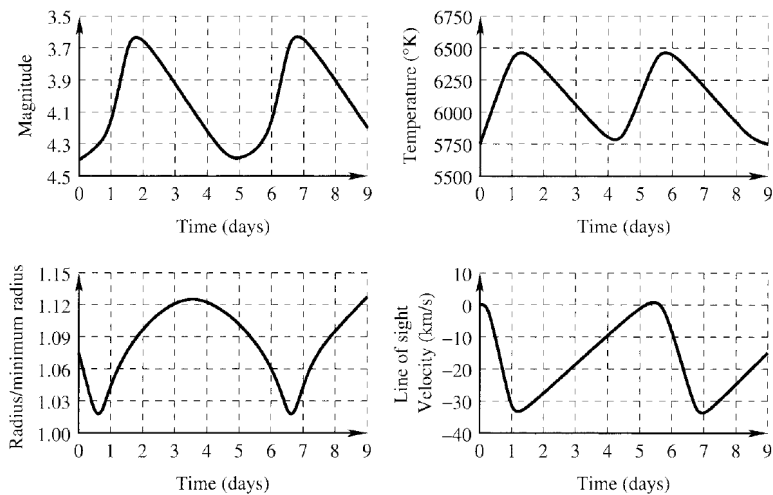 3.5
3.7
3.9
4.1
4.3
4.5
Magnitude
0 1 2 3 4 5 6 7 8 9
Time (days)
6750
6500
6250
6000
5750
5500
Temperature (°K)
0 1 2 3 4 5 6 7 8 9
Time (days)
1.15
1.12
1.09
1.06
1.03
1.00
Radius/minimum radius
0 1 2 3 4 5 6 7 8 9
Time (days)
10
0
−10
−20
−30
−40
Line of sight
Velocity (km/s)
0 1 2 3 4 5 6 7 8 9
Time (days)